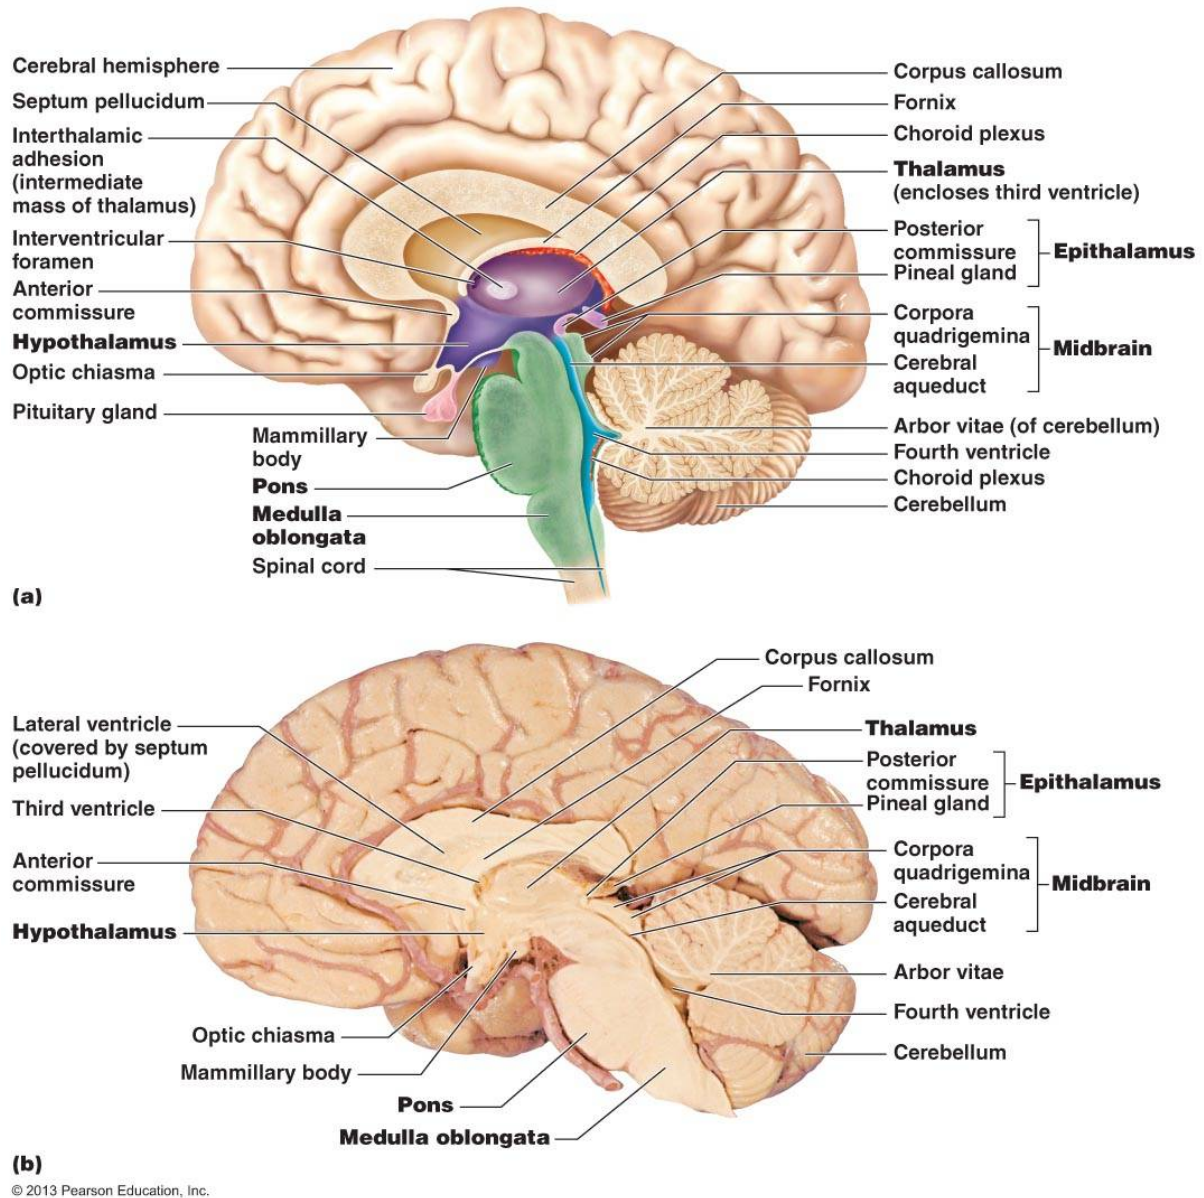 Cerebral hemisphere
Septum pellucidum
Interthalamic
adhesion
(intermediate
mass of thalamus)
Interventricular
foramen
Anterior
commissure
Hypothalamus
Optic chiasma
Pituitary gland
Mammillary
body
Pons
Medulla
oblongata
Spinal cord
Corpus callosum
Fornix
Choroid plexus
Thalamus
(encloses third ventricle)
Posterior
commissure
Pineal gland
Epithalamus
Corpora
quadrigemina
Cerebral
aqueduct
Midbrain
Arbor vitae (of cerebellum)
Fourth ventricle
Choroid plexus
Cerebellum
(a)
Lateral ventricle
(covered by septum
pellucidum)
Third ventricle
Anterior
commissure
Hypothalamus
Optic chiasma
Mammillary body
Pons
Medulla oblongata
Corpus callosum
Fornix
Thalamus
Posterior
commissure
Pineal gland
Epithalamus
Corpora
quadrigemina
Cerebral
aqueduct
Midbrain
Arbor vitae
Fourth ventricle
Cerebellum
(b)
© 2013 Pearson Education, Inc.